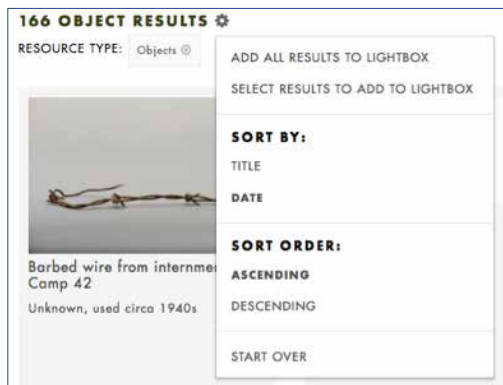 166 OBJECT RESULTS
RESOURCE TYPE: Objects
ADD ALL RESULTS TO LIGHTBOX
SELECT RESULTS TO ADD TO LIGHTBOX
SORT BY:
TITLE
DATE
SORT ORDER:
ASCENDING
DESCENDING
START OVER
Barbed wire from internme
Camp 42
Unknown, used circa 1940s